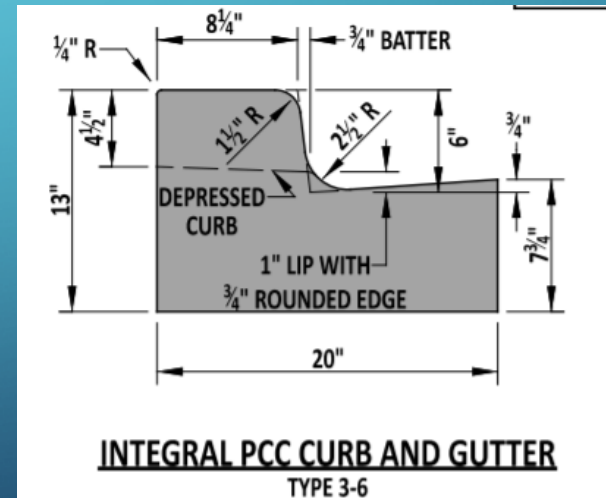 8¼"
¾" BATTER
¼" R
4½"
1½" R
2½" R
6"
¾"
13"
DEPRESSED
CURB
1" LIP WITH
¾" ROUNDED EDGE
7¾"
20"
INTEGRAL PCC CURB AND GUTTER
TYPE 3-6